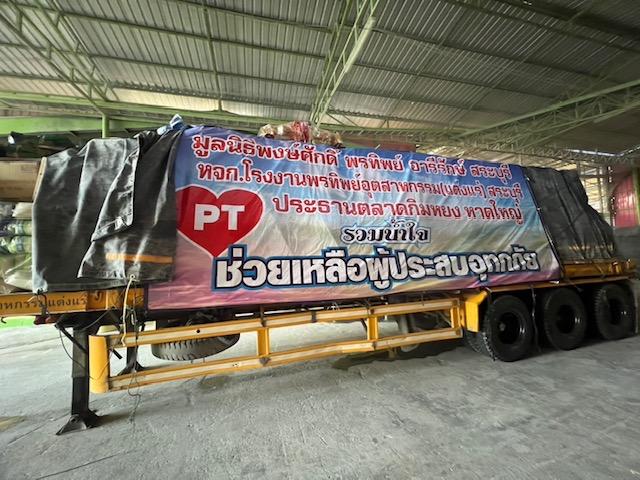 มูลนิธิพงษ์ศักดิ์ พรทิพย์ อารีรักษ์ สระบุรี
หจก.โรงงานพรทิพย์อุตสาหกรรม(แต่งแร่) สระบุรี
ประธานตลาดกิมหยง หาดใหญ่
PT
รวมน้ำใจ
ช่วยเหลือผู้ประสบอุทกภัย